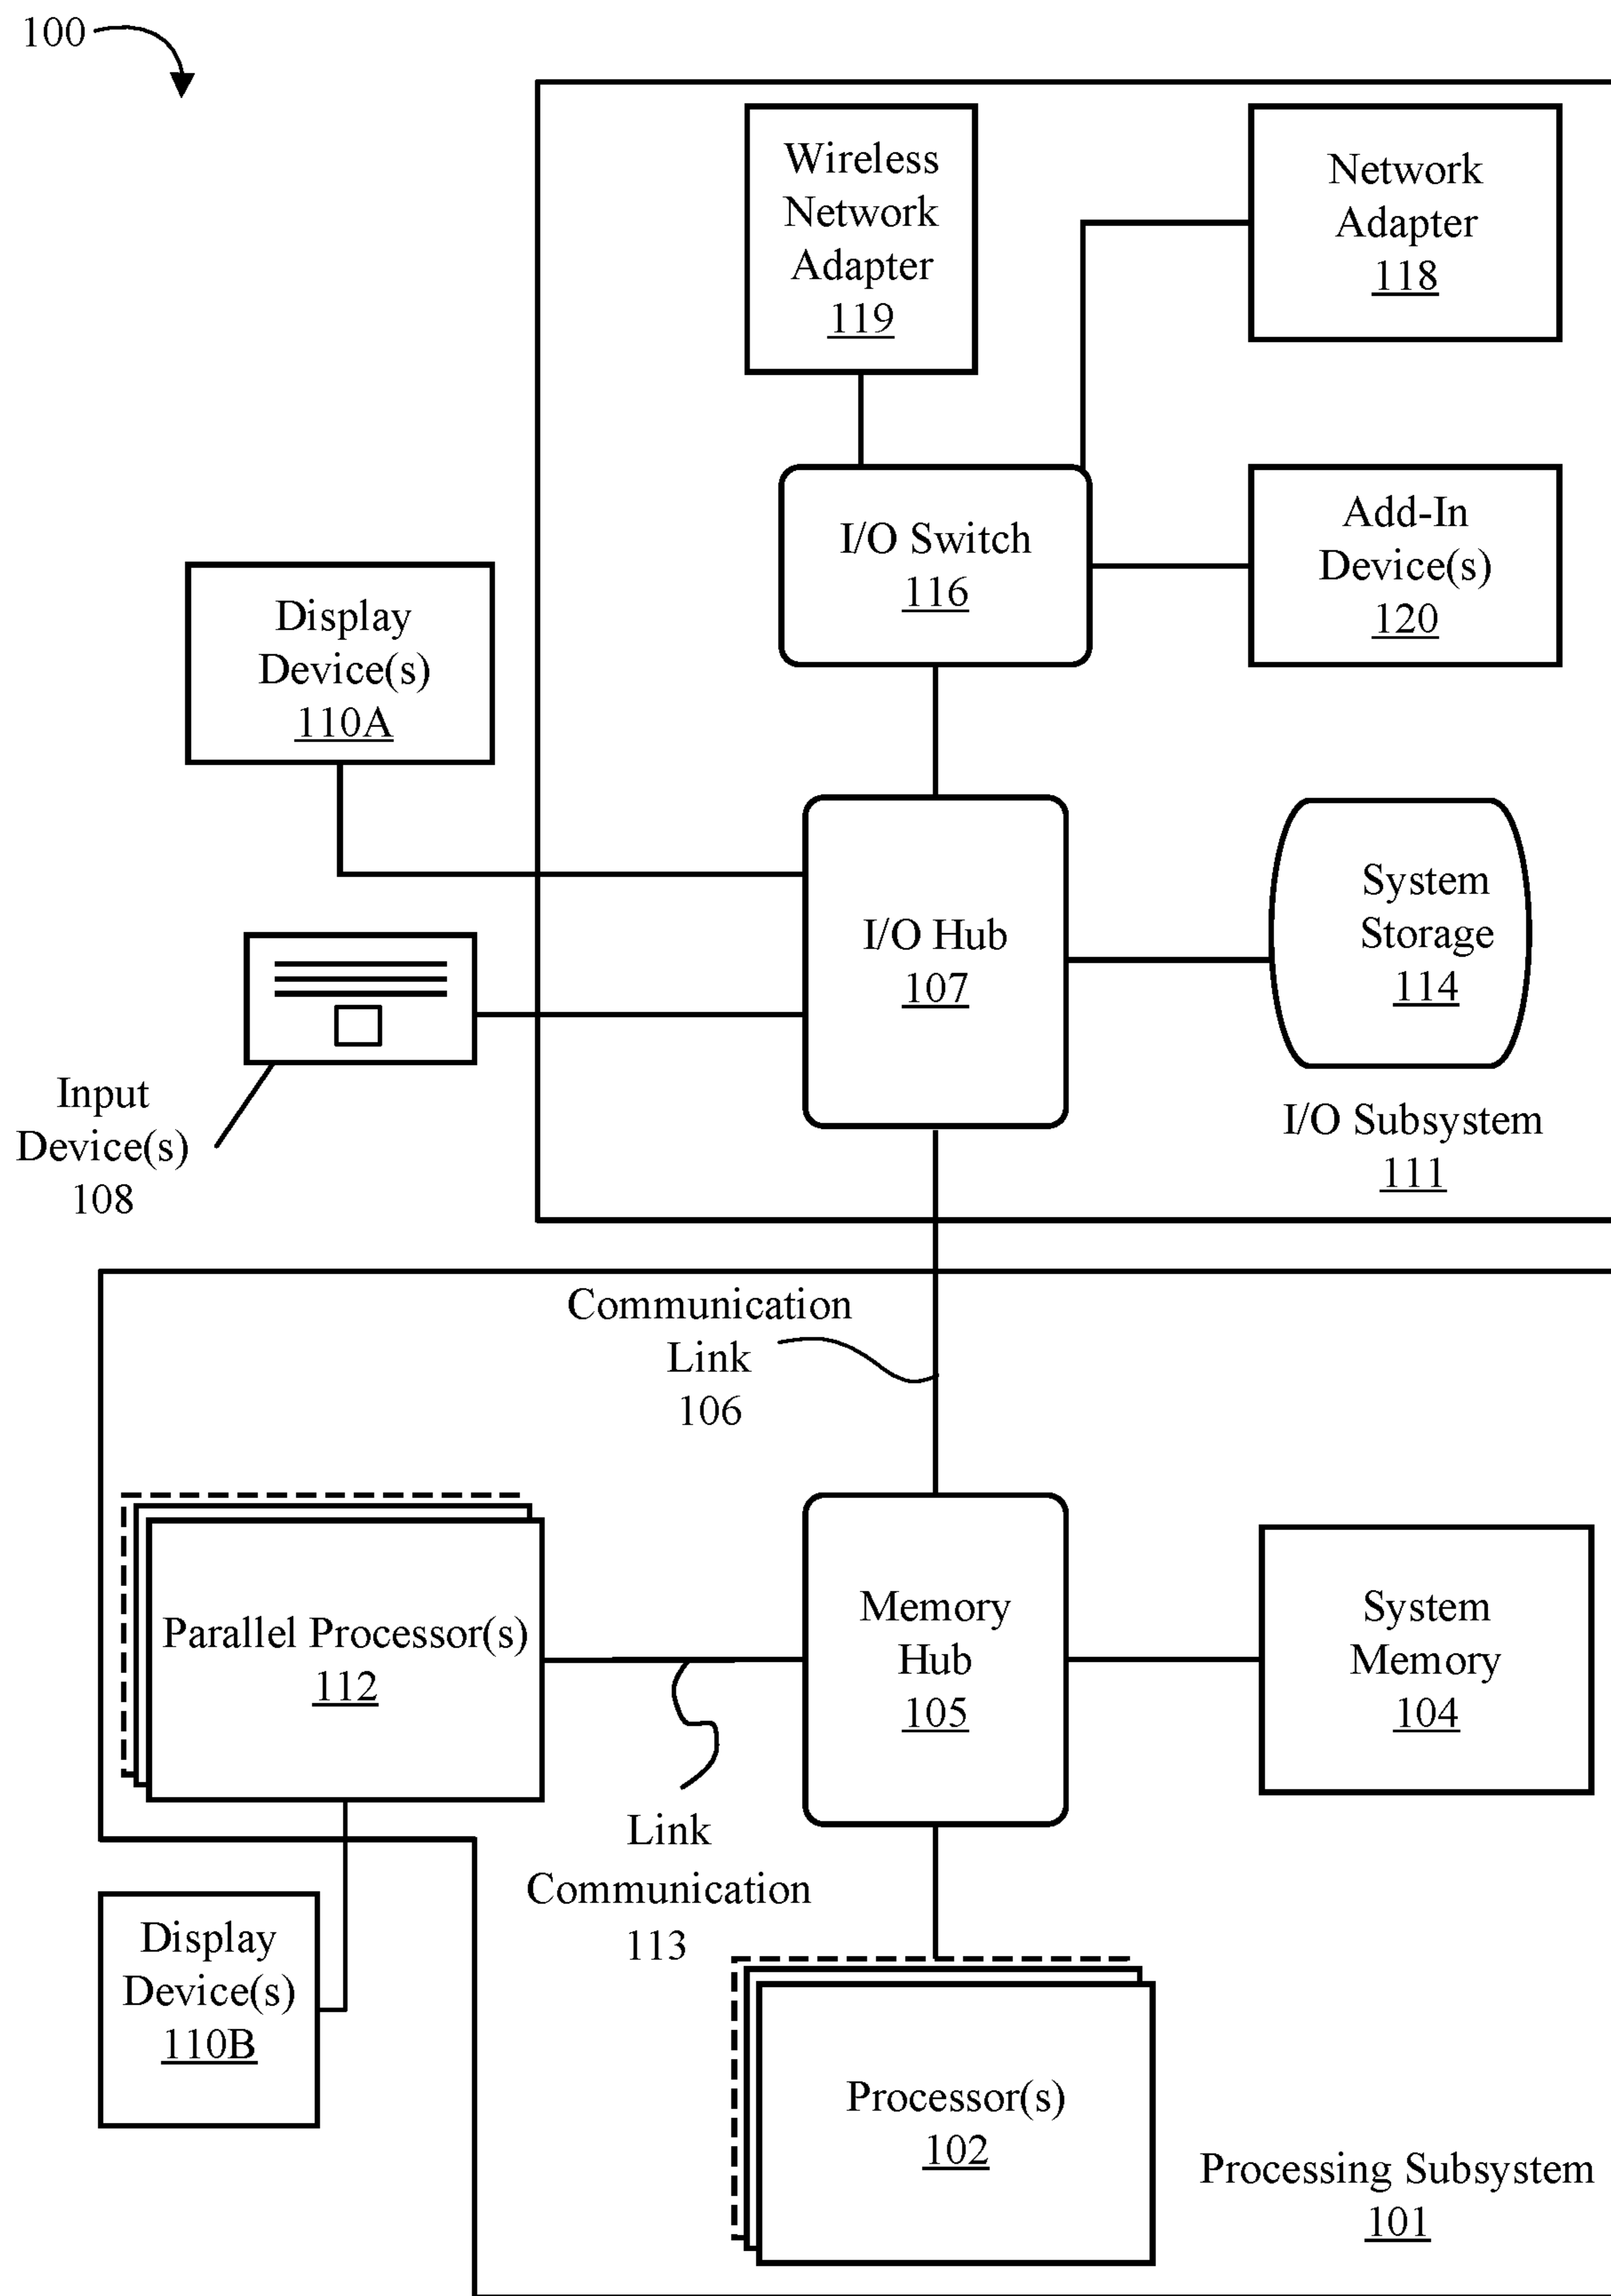 100
Wireless
Network
Adapter
119
Network
Adapter
118
I/O Switch
116
Add-In
Device(s)
120
Display
Device(s)
110A
I/O Hub
107
System
Storage
114
Input
Device(s)
108
I/O Subsystem
111
Communication
Link
106
Parallel Processor(s)
112
Memory
Hub
105
System
Memory
104
Link
Communication
113
Display
Device(s)
110B
Processor(s)
102
Processing Subsystem
101